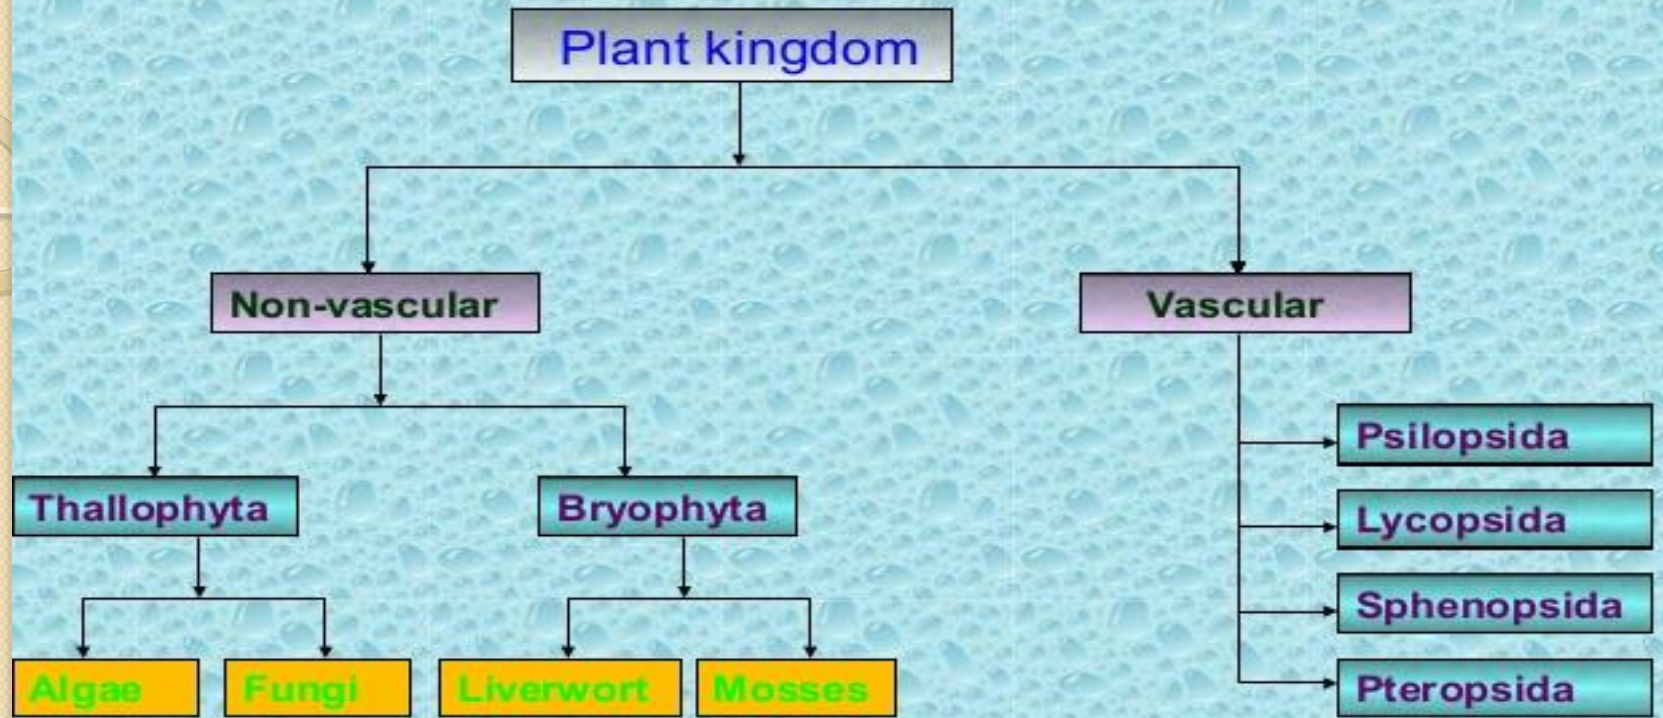 Plant kingdom
Non-vascular
Vascular
Psilopsida
Thallophyta
Bryophyta
Lycopsida
Sphenopsida
Algae
Fungi
Liverwort
Mosses
Pteropsida